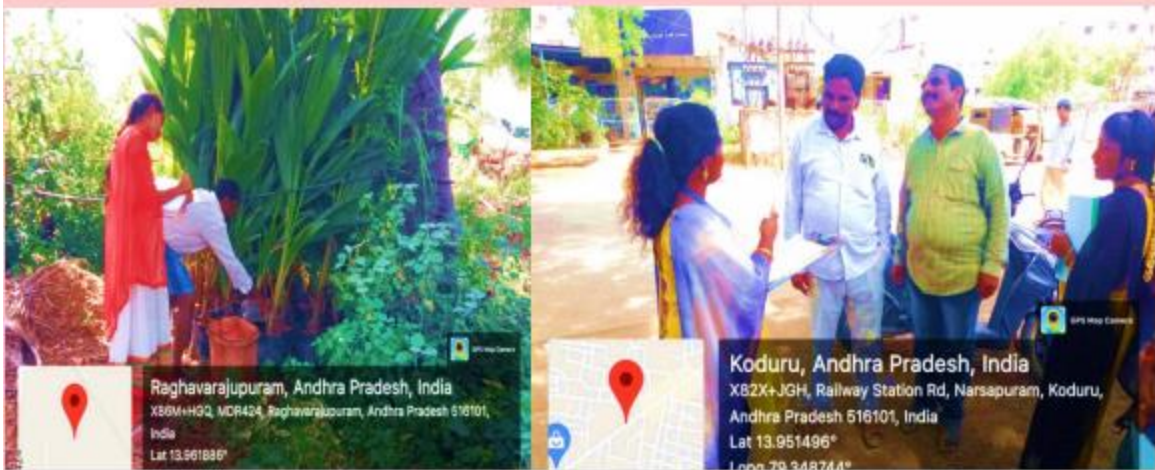 GPS Map Camera
Raghavarajupuram, Andhra Pradesh, India
X86M+HGQ, MDR424, Raghavarajupuram, Andhra Pradesh 516101,
India
Lat 13.961886°
GPS Map Camera
Koduru, Andhra Pradesh, India
X82X+JGH, Railway Station Rd, Narsapuram, Koduru,
Andhra Pradesh 516101, India
Lat 13.951496°
Long 79.348744°